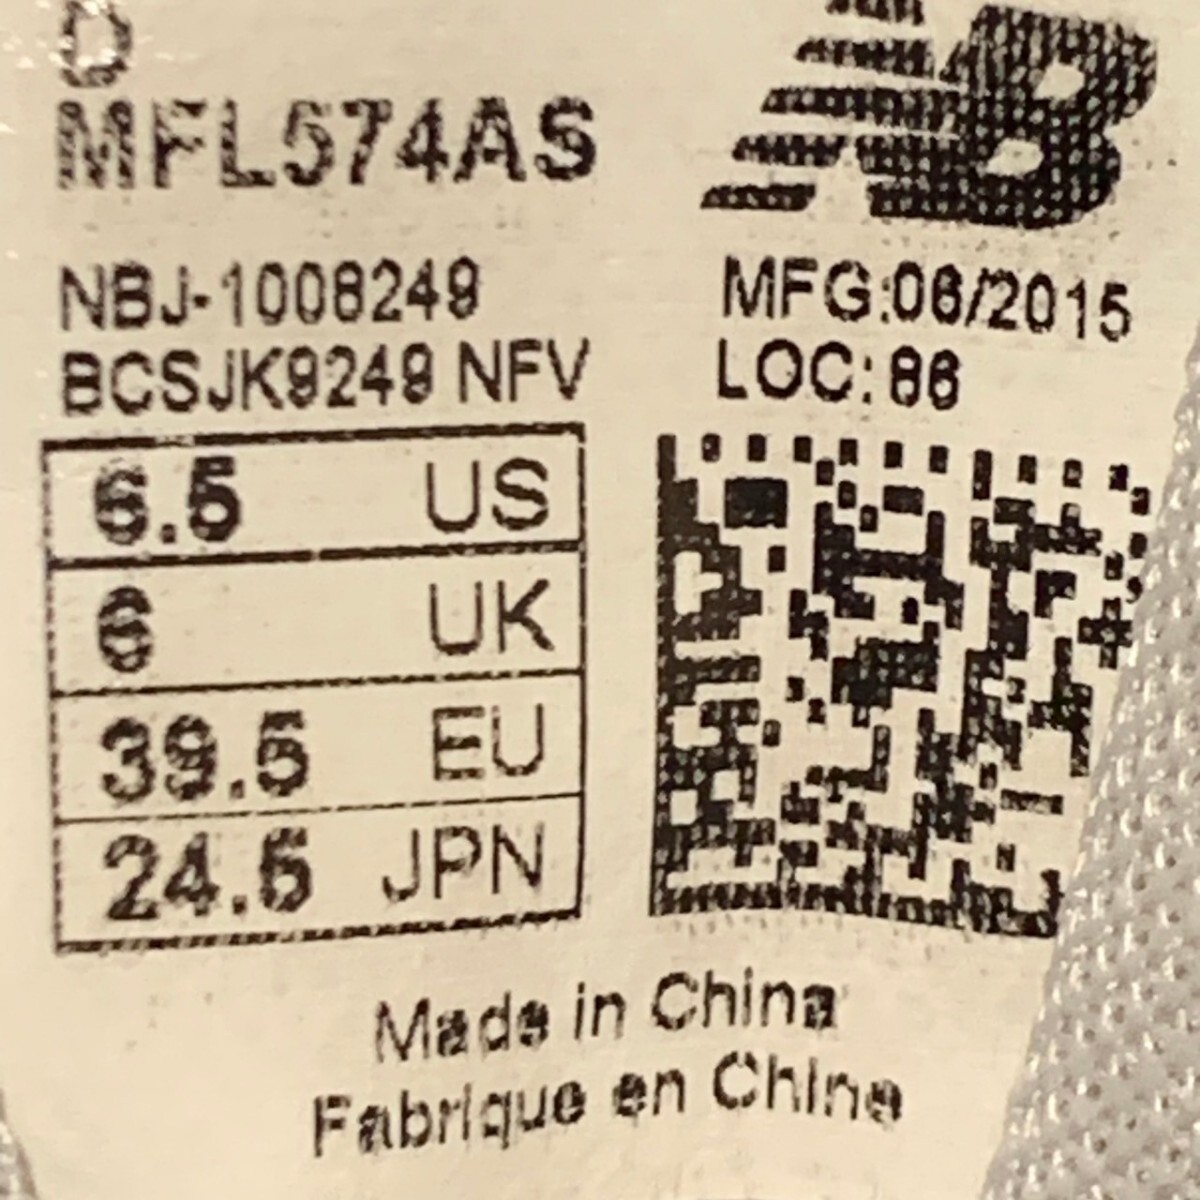 D
MFL574AS
NB
NBJ-1008249
BCSJK9249 NFV
MFG:06/2015
LOC:86
6.5 US
6 UK
39.5 EU
24.5 JPN
Made in China
Fabrique en Chine